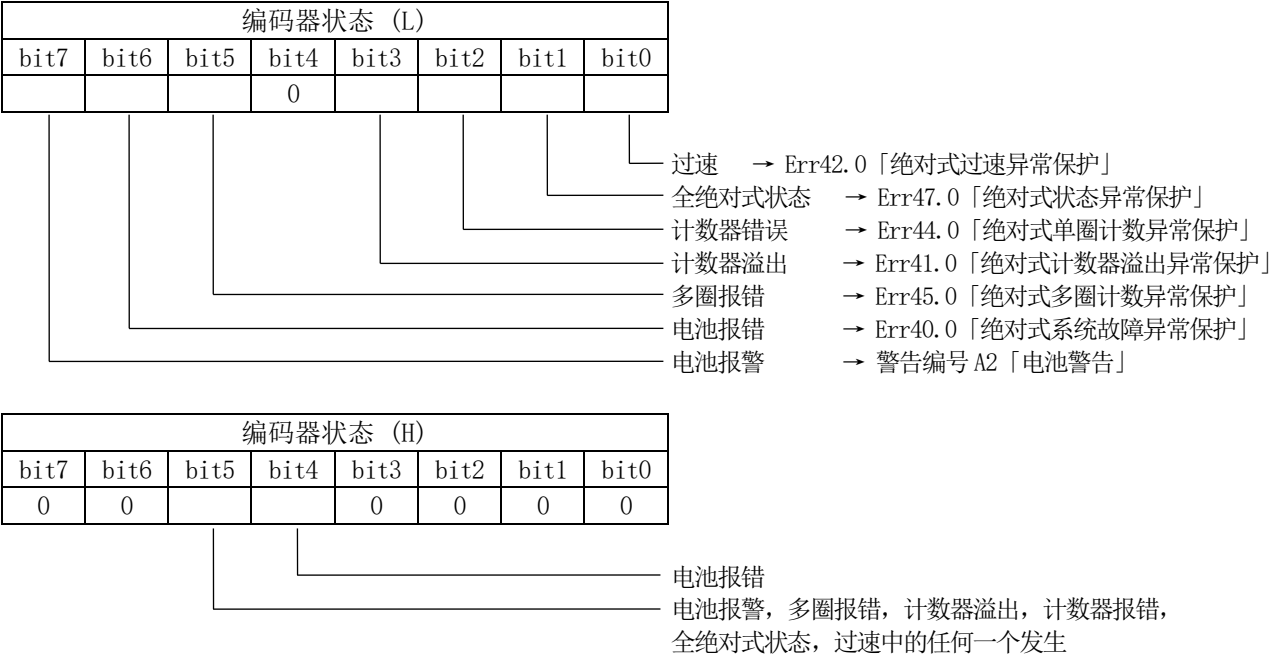 编码器状态 (L)
bit7 bit6 bit5 bit4 bit3 bit2 bit1 bit0
0
过速 → Err42.0「绝对式过速异常保护」
全绝对式状态 → Err47.0「绝对式状态异常保护」
计数器错误 → Err44.0「绝对式单圈计数异常保护」
计数器溢出 → Err41.0「绝对式计数器溢出异常保护」
多圈报错 → Err45.0「绝对式多圈计数异常保护」
电池报错 → Err40.0「绝对式系统故障异常保护」
电池报警 → 警告编号 A2「电池警告」
编码器状态 (H)
bit7 bit6 bit5 bit4 bit3 bit2 bit1 bit0
0 0 0 0 0 0
电池报错
电池报警，多圈报错，计数器溢出，计数器报错，
全绝对式状态，过速中的任何一个发生